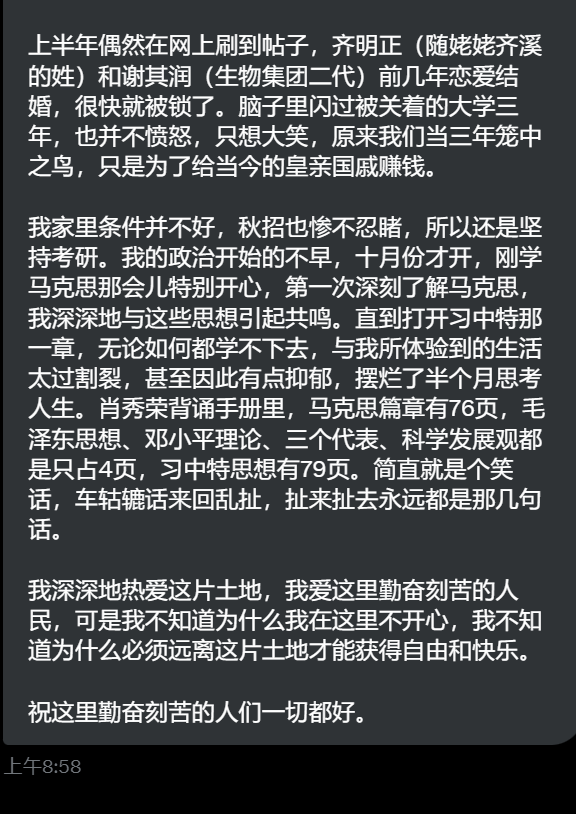 上半年偶然在网上刷到帖子，齐明正（随姥姥齐溪
的姓）和谢其润（生物集团二代）前几年恋爱结
婚，很快就被锁了。脑子里闪过被关着的大学三
年，也并不愤怒，只想大笑，原来我们当三年笼中
之鸟，只是为了给当今的皇亲国戚赚钱。
我家里条件并不好，秋招也惨不忍睹，所以还是坚
持考研。我的政治开始的不早，十月份才开，刚学
马克思那会儿特别开心，第一次深刻了解马克思，
我深深地与这些思想引起共鸣。直到打开习中特那
一章，无论如何都学不下去，与我所体验到的生活
太过割裂，甚至因此有点抑郁，摆烂了半个月思考
人生。肖秀荣背诵手册里，马克思篇章有76页，毛
泽东思想、邓小平理论、三个代表、科学发展观都
是只占4页，习中特思想有79页。简直就是个笑
话，车轱辘话来回乱扯，扯来扯去永远都是那几句
话。
我深深地热爱这片土地，我爱这里勤奋刻苦的人
民，可是我不知道为什么我在这里不开心，我不知
道为什么必须远离这片土地才能获得自由和快乐。
祝这里勤奋刻苦的人们一切都好。
上午8:58